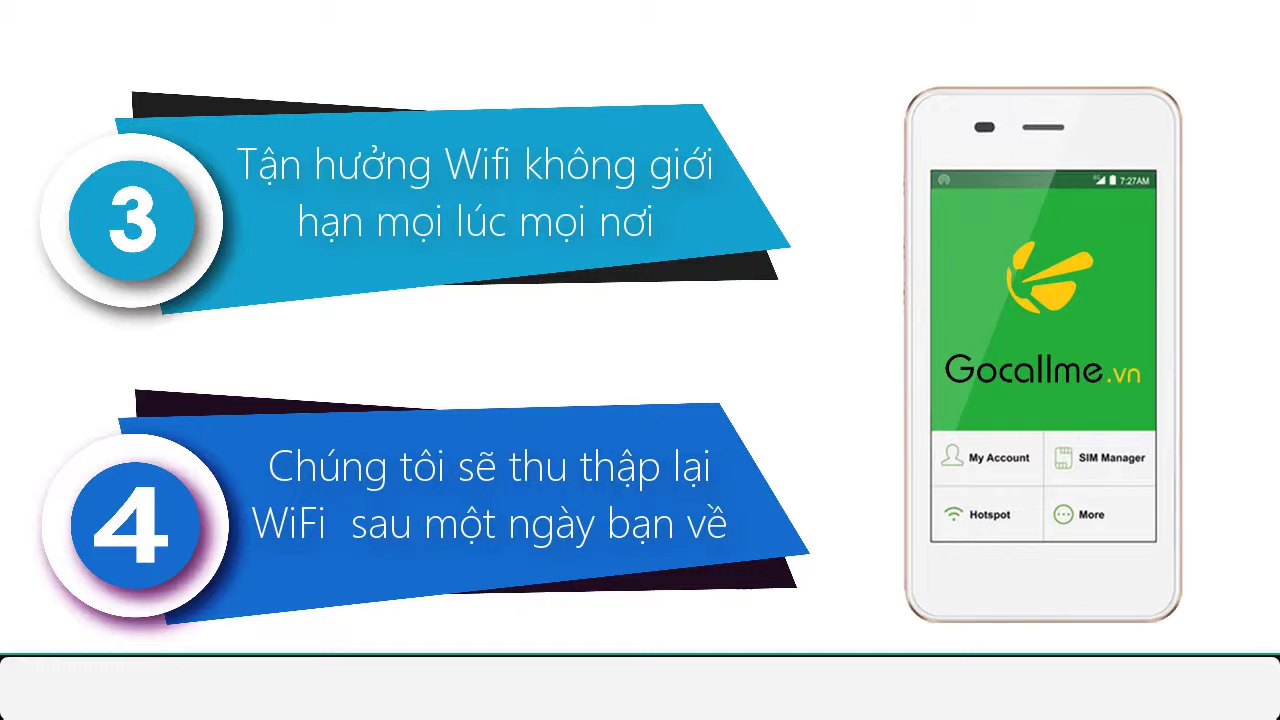 3
Tận hưởng Wifi không giới
hạn mọi lúc mọi nơi
4
Chúng tôi sẽ thu thập lại
WiFi  sau một ngày bạn về
4G 7:27AM
Gocallme.vn
My Account
SIM Manager
Hotspot
More